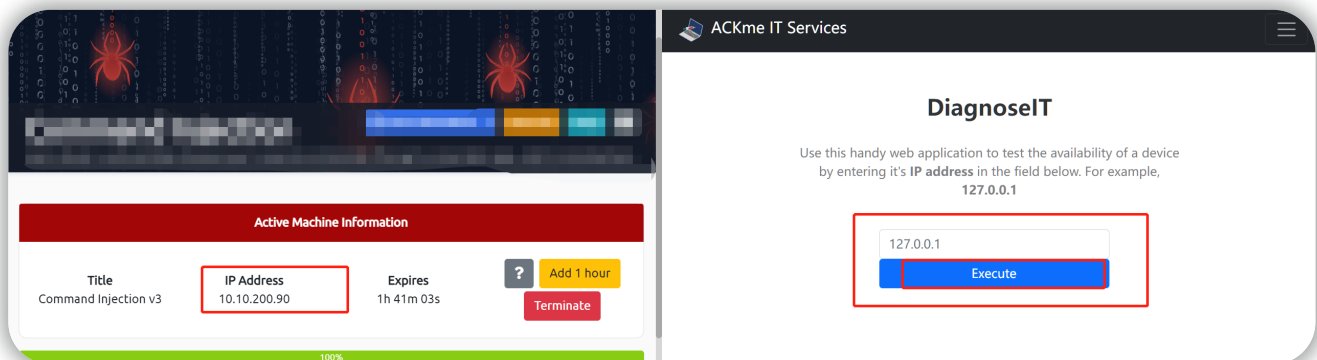 Active Machine Information
Title
IP Address
Expires
Command Injection v3
10.10.200.90
1h 41m 03s
?
Add 1 hour
Terminate
100%
ACKme IT Services
DiagnoseIT
Use this handy web application to test the availability of a device
by entering it's IP address in the field below. For example,
127.0.0.1
127.0.0.1
Execute